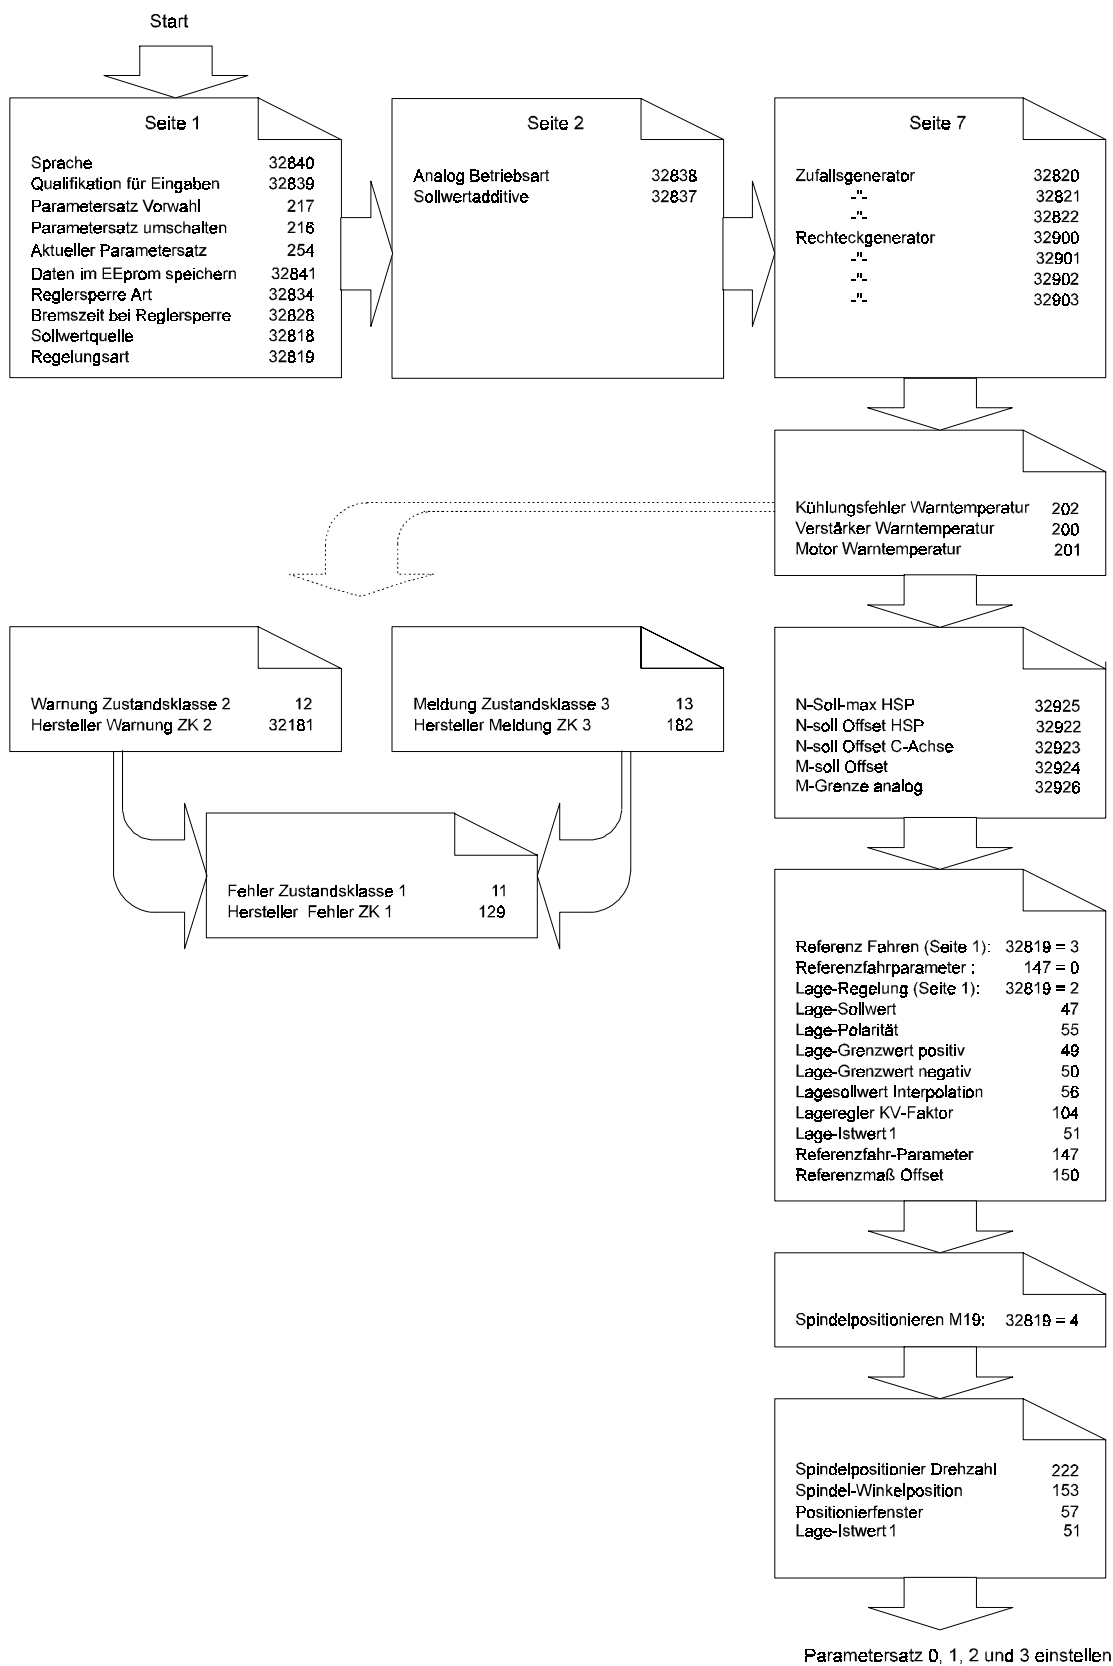 Start
Seite 1
Sprache 32840
Qualifikation für Eingaben 32839
Parametersatz Vorwahl 217
Parametersatz umschalten 216
Aktueller Parametersatz 254
Daten im EEprom speichern 32841
Reglersperre Art 32834
Bremszeit bei Reglersperre 32828
Sollwertquelle 32818
Regelungsart 32819
Seite 2
Analog Betriebsart 32838
Sollwertadditive 32837
Seite 7
Zufallsgenerator 32820
-"- 32821
-"- 32822
Rechteckgenerator 32900
-"- 32901
-"- 32902
-"- 32903
Kühlungsfehler Warntemperatur 202
Verstärker Warntemperatur 200
Motor Warntemperatur 201
Warnung Zustandsklasse 2 12
Hersteller Warnung ZK 2 32181
Meldung Zustandsklasse 3 13
Hersteller Meldung ZK 3 182
Fehler Zustandsklasse 1 11
Hersteller Fehler ZK 1 129
N-Soll-max HSP 32925
N-soll Offset HSP 32922
N-soll Offset C-Achse 32923
M-soll Offset 32924
M-Grenze analog 32926
Referenz Fahren (Seite 1): 32819 = 3
Referenzfahrparameter : 147 = 0
Lage-Regelung (Seite 1): 32819 = 2
Lage-Sollwert 47
Lage-Polarität 55
Lage-Grenzwert positiv 49
Lage-Grenzwert negativ 50
Lagesollwert Interpolation 56
Lageregler KV-Faktor 104
Lage-Istwert 1 51
Referenzfahr-Parameter 147
Referenzmaß Offset 150
Spindelpositionieren M19: 32819 = 4
Spindelpositionier Drehzahl 222
Spindel-Winkelposition 153
Positionierfenster 57
Lage-Istwert 1 51
Parametersatz 0, 1, 2 und 3 einstellen